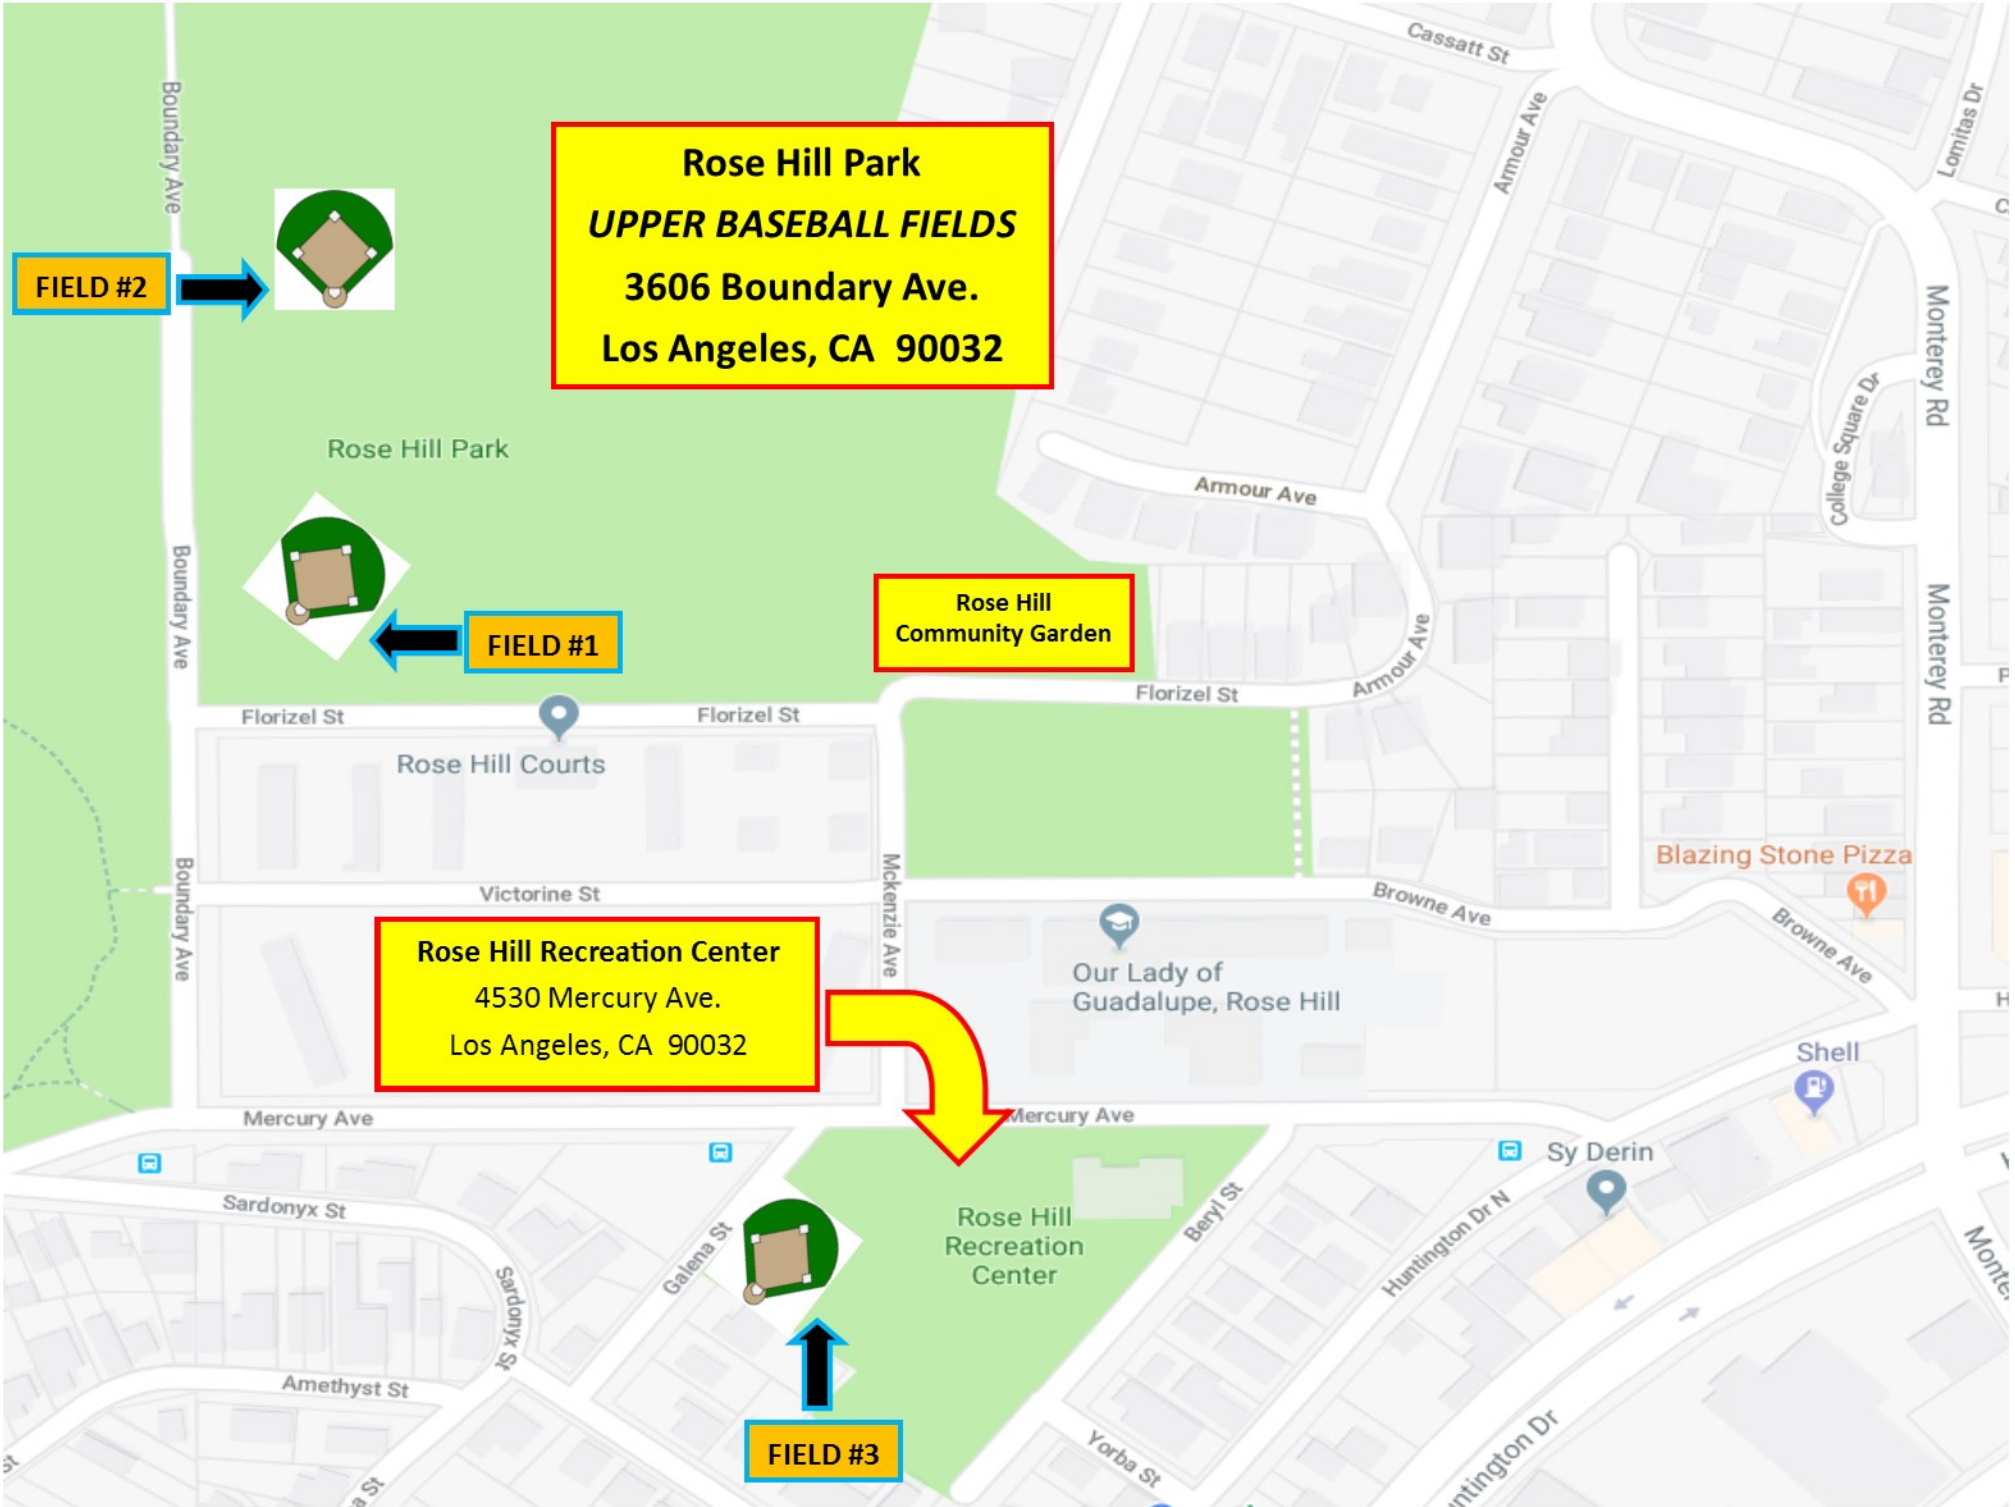 Cassatt St
Lomitas Dr
Boundary Ave
Armour Ave
Rose Hill Park
UPPER BASEBALL FIELDS
3606 Boundary Ave.
Los Angeles, CA  90032
FIELD #2
Monterey Rd
College Square Dr
Rose Hill Park
Armour Ave
Boundary Ave
Rose Hill
Community Garden
FIELD #1
Armour Ave
Monterey Rd
Florizel St
Florizel St
Florizel St
Rose Hill Courts
Blazing Stone Pizza
Boundary Ave
Mckenzie Ave
Victorine St
Browne Ave
Browne Ave
Rose Hill Recreation Center
4530 Mercury Ave.
Los Angeles, CA  90032
Our Lady of
Guadalupe, Rose Hill
Shell
Mercury Ave
Mercury Ave
Sy Derin
Sardonyx St
Galena St
Rose Hill
Recreation
Center
Beryl St
Huntington Dr N
Sardonyx St
Amethyst St
FIELD #3
Yorba St
ntington Dr
Monte
a St
St